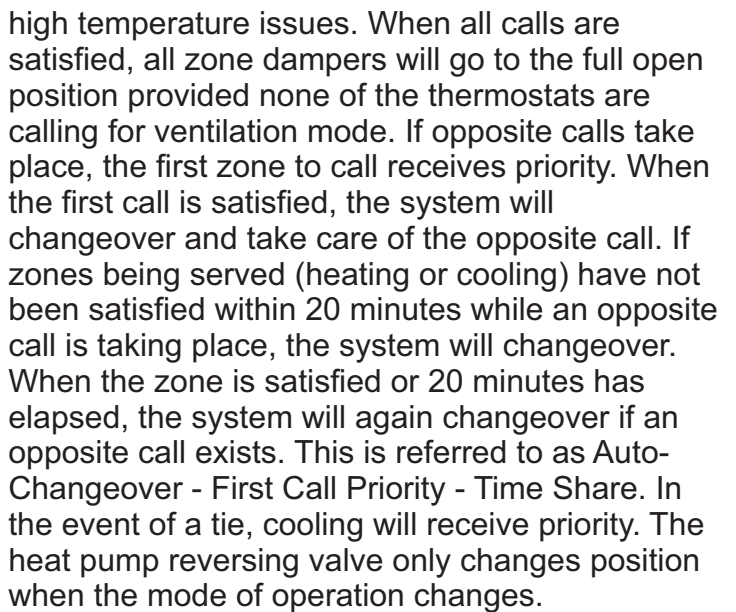 high temperature issues. When all calls are
satisfied, all zone dampers will go to the full open
position provided none of the thermostats are
calling for ventilation mode. If opposite calls take
place, the first zone to call receives priority. When
the first call is satisfied, the system will
changeover and take care of the opposite call. If
zones being served (heating or cooling) have not
been satisfied within 20 minutes while an opposite
call is taking place, the system will changeover.
When the zone is satisfied or 20 minutes has
elapsed, the system will again changeover if an
opposite call exists. This is referred to as Auto-
Changeover - First Call Priority - Time Share. In
the event of a tie, cooling will receive priority. The
heat pump reversing valve only changes position
when the mode of operation changes.